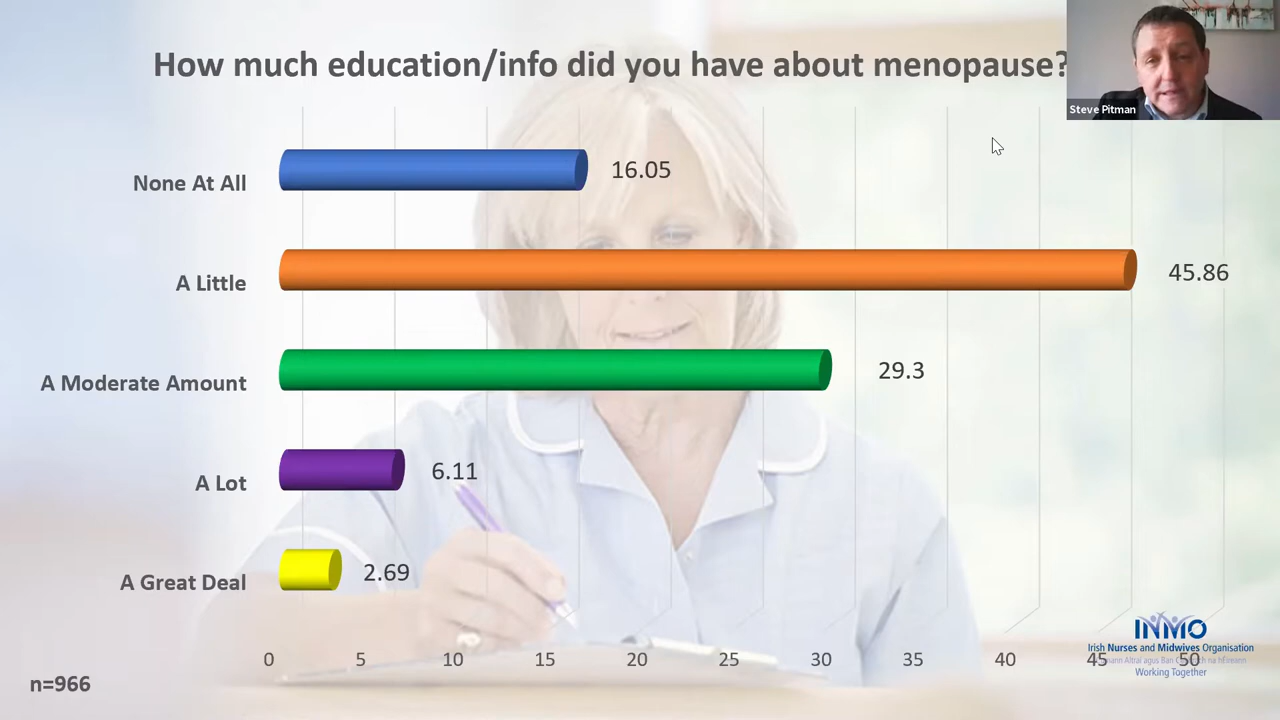 How much education/info did you have about menopause?
Steve Pitman
None At All
16.05
A Little
45.86
A Moderate Amount
29.3
A Lot
6.11
A Great Deal
2.69
0 5 10 15 20 25 30 35 40 45 50
n=966
INMO
Irish Nurses and Midwives Organisation
Working Together